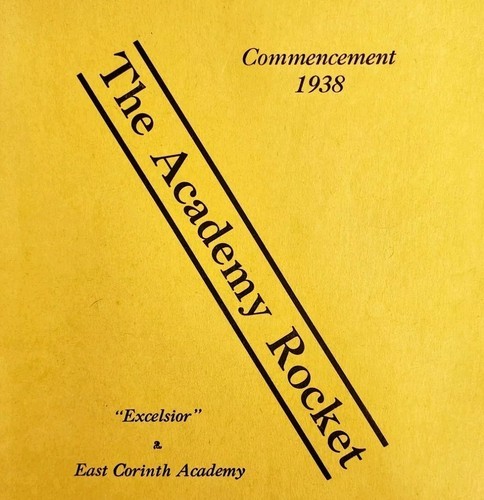 Commencement
1938
The Academy Rocket
"Excelsior"
East Corinth Academy